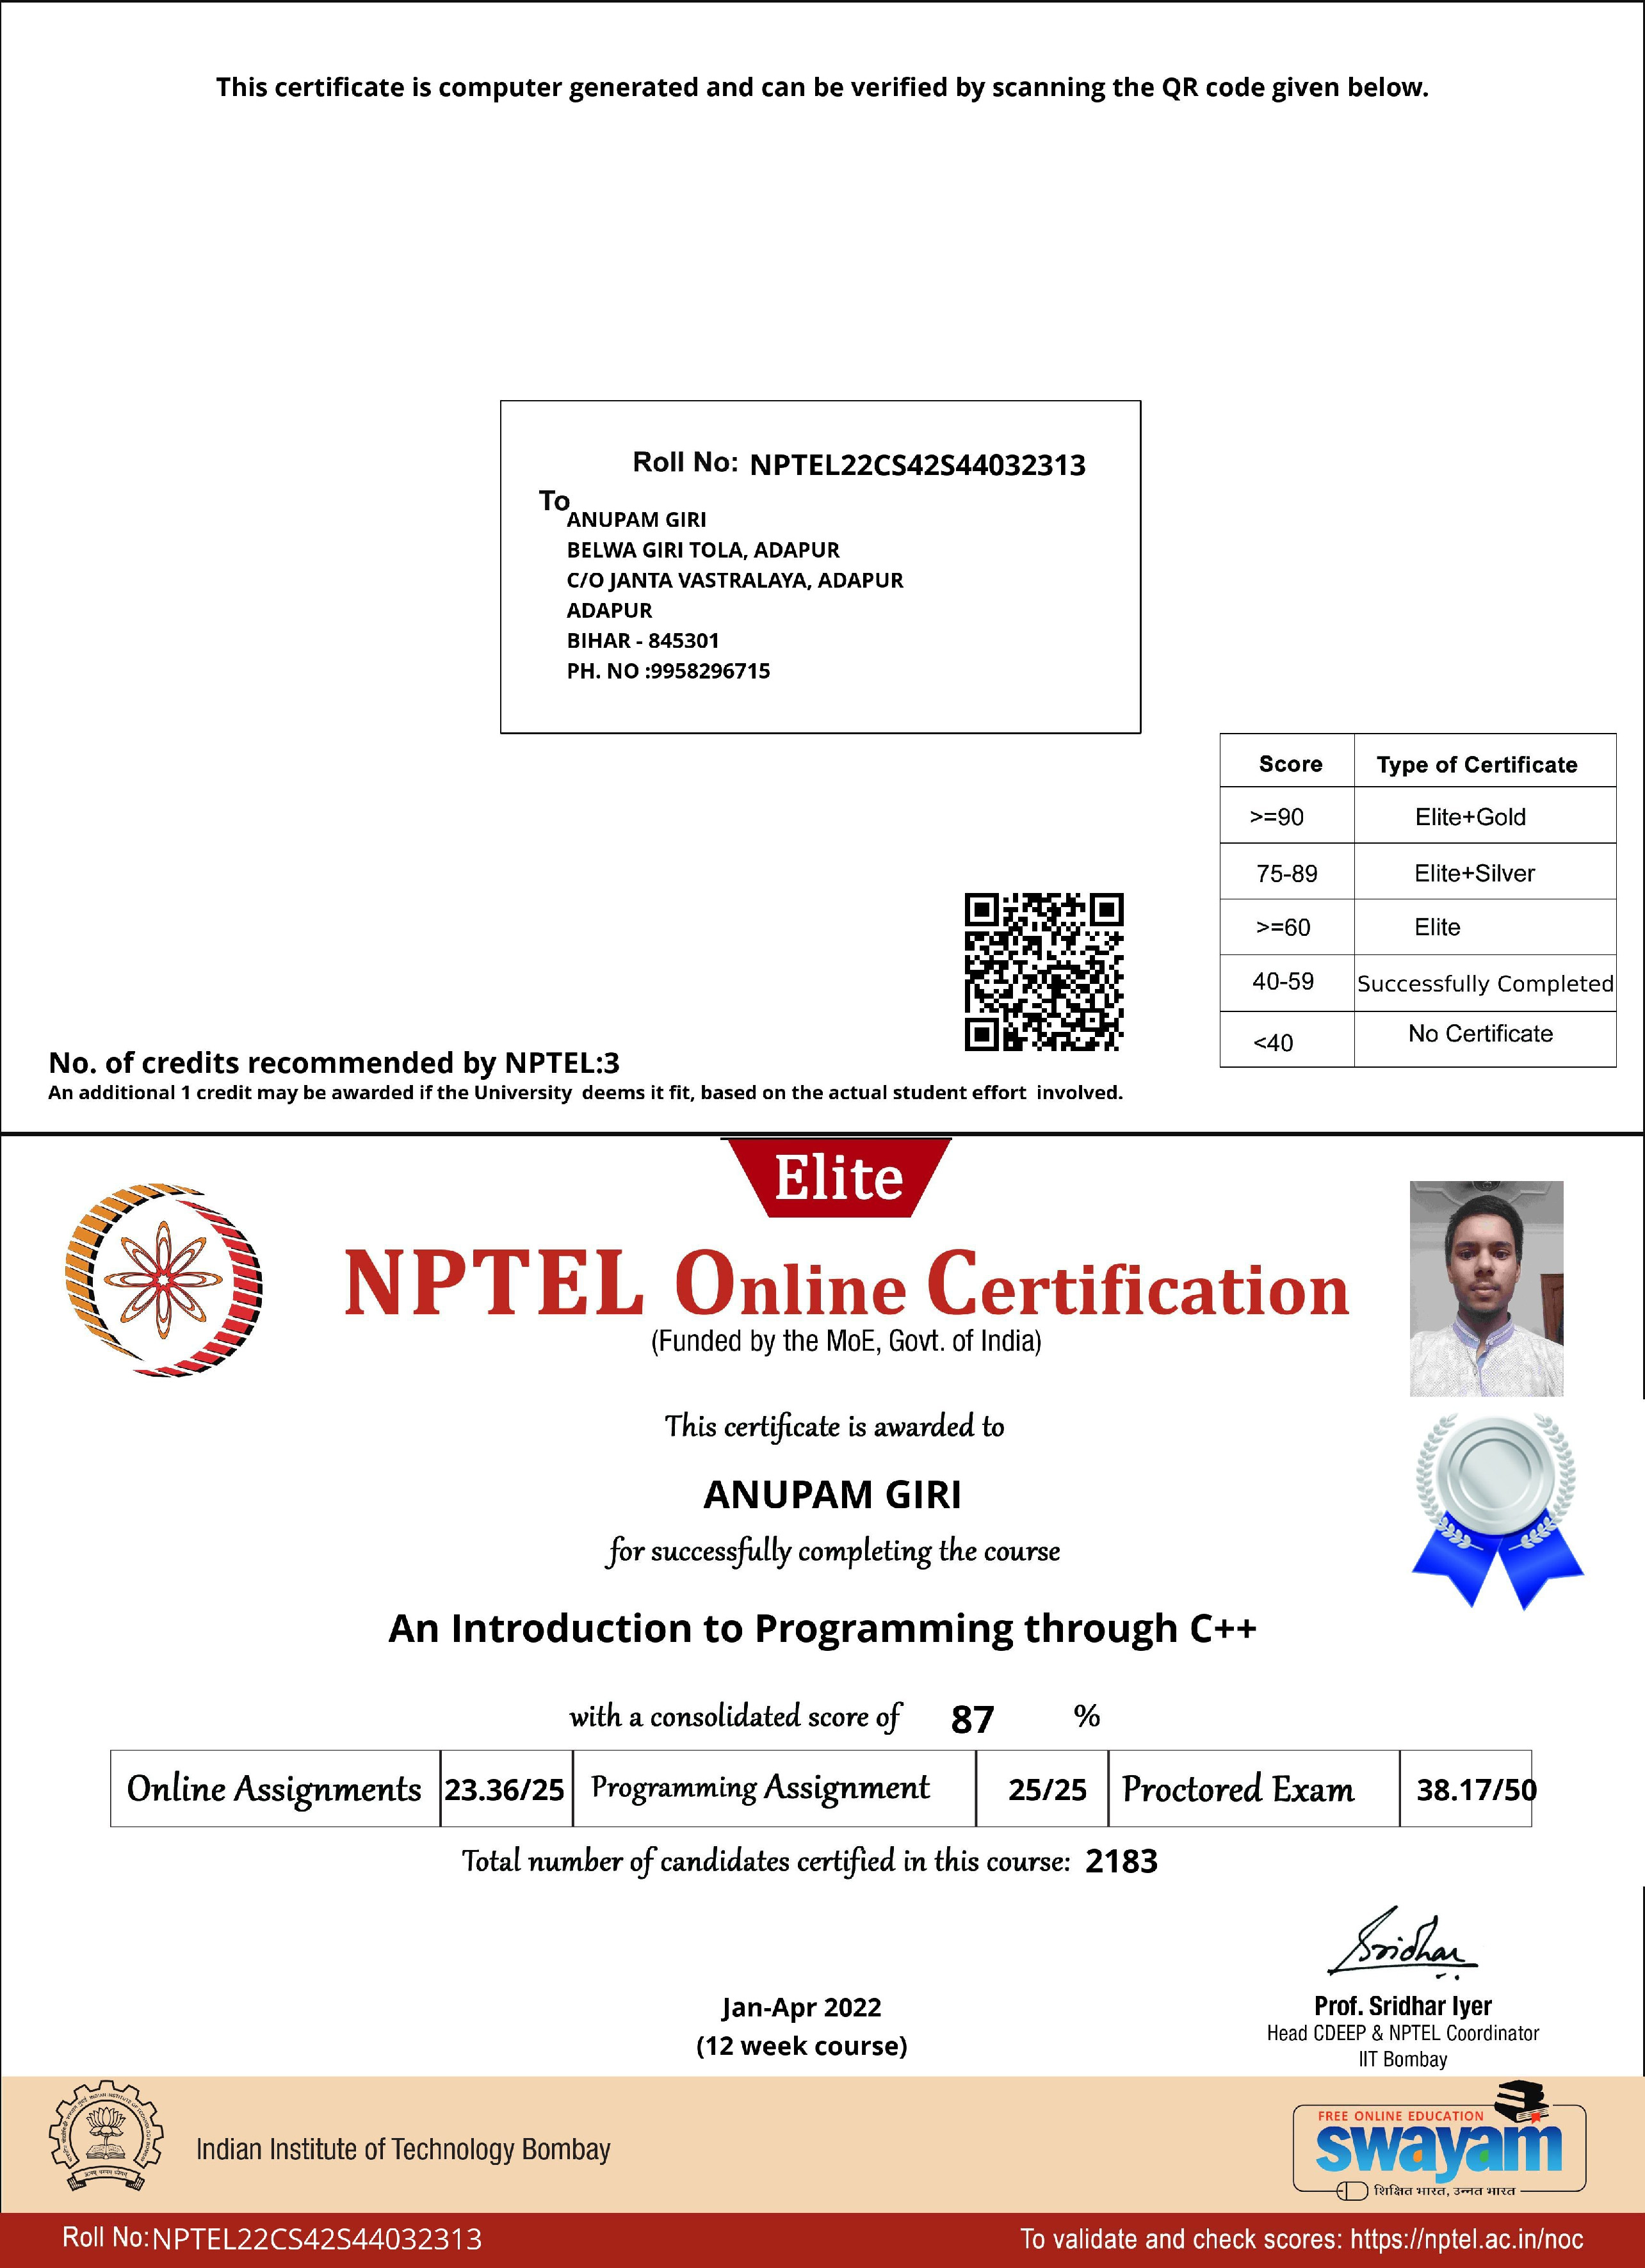 This certificate is computer generated and can be verified by scanning the QR code given below.
Roll No: NPTEL22CS42S44032313
To
ANUPAM GIRI
BELWA GIRI TOLA, ADAPUR
C/O JANTA VASTRALAYA, ADAPUR
ADAPUR
BIHAR - 845301
PH. NO :9958296715
Score Type of Certificate
>=90 Elite+Gold
75-89 Elite+Silver
>=60 Elite
40-59 Successfully Completed
<40 No Certificate
No. of credits recommended by NPTEL:3
An additional 1 credit may be awarded if the University deems it fit, based on the actual student effort involved.
Elite
NPTEL Online Certification
(Funded by the MoE, Govt. of India)
This certificate is awarded to
ANUPAM GIRI
for successfully completing the course
An Introduction to Programming through C++
with a consolidated score of 87 %
Online Assignments 23.36/25 Programming Assignment 25/25 Proctored Exam 38.17/50
Total number of candidates certified in this course: 2183
Sridhar
Jan-Apr 2022
(12 week course)
Prof. Sridhar Iyer
Head CDEEP & NPTEL Coordinator
IIT Bombay
Indian Institute of Technology Bombay
FREE ONLINE EDUCATION
swayam
शिक्षित भारत, उन्नत भारत
Roll No:NPTEL22CS42S44032313
To validate and check scores: https://nptel.ac.in/noc